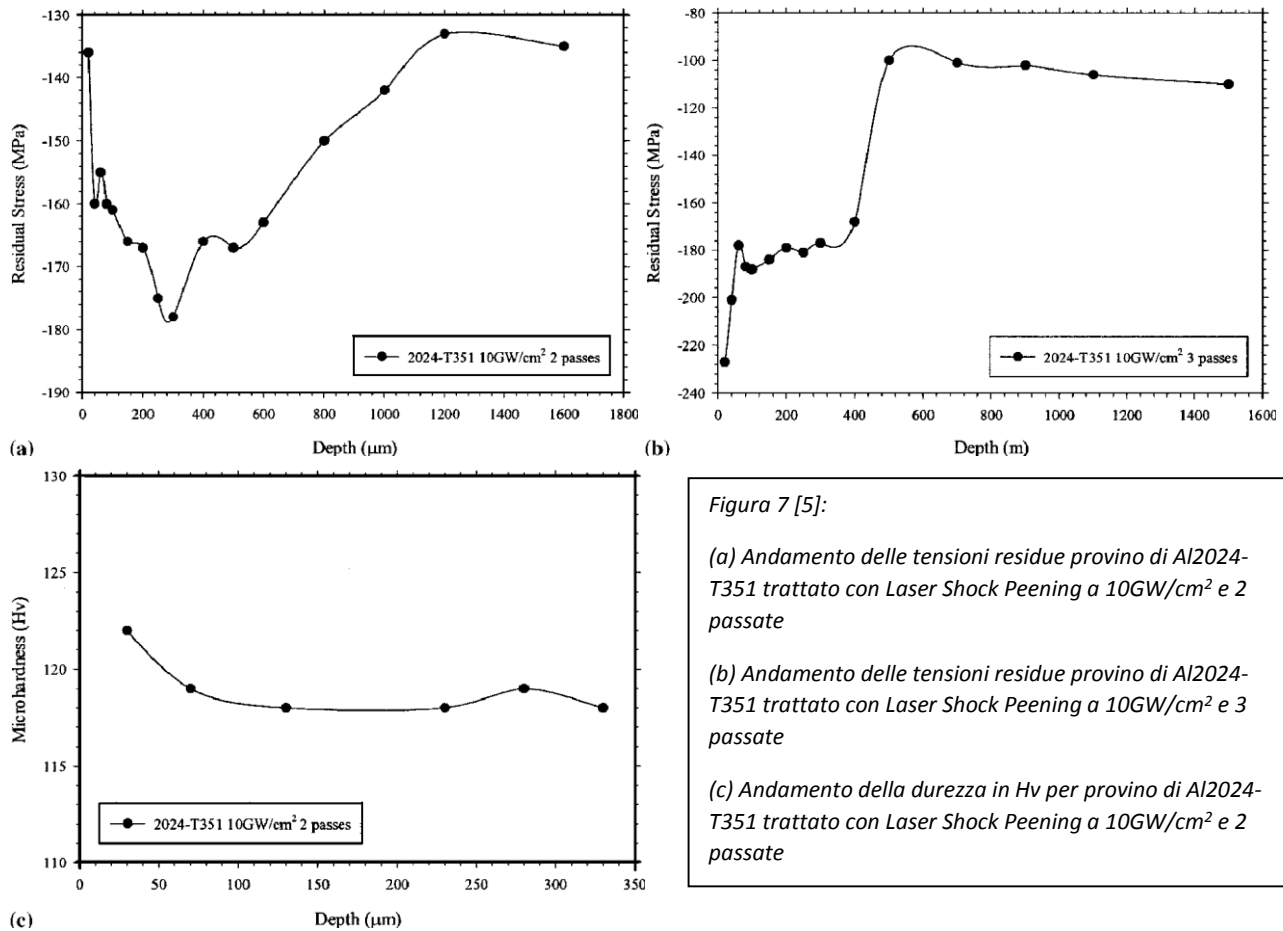 -130
-140
-150
-160
-170
-180
-190
Residual Stress (MPa)
0 200 400 600 800 1000 1200 1400 1600 1800
Depth (μm)
2024-T351 10GW/cm² 2 passes
(a)
-80
-100
-120
-140
-160
-180
-200
-220
-240
Residual Stress (MPa)
0 200 400 600 800 1000 1200 1400 1600
Depth (m)
2024-T351 10GW/cm² 3 passes
(b)
130
125
120
115
110
Microhardness (Hv)
0 50 100 150 200 250 300 350
Depth (μm)
2024-T351 10GW/cm² 2 passes
(c)
Figura 7 [5]:
(a) Andamento delle tensioni residue provino di Al2024-
T351 trattato con Laser Shock Peening a 10GW/cm² e 2
passate
(b) Andamento delle tensioni residue provino di Al2024-
T351 trattato con Laser Shock Peening a 10GW/cm² e 3
passate
(c) Andamento della durezza in Hv per provino di Al2024-
T351 trattato con Laser Shock Peening a 10GW/cm² e 2
passate